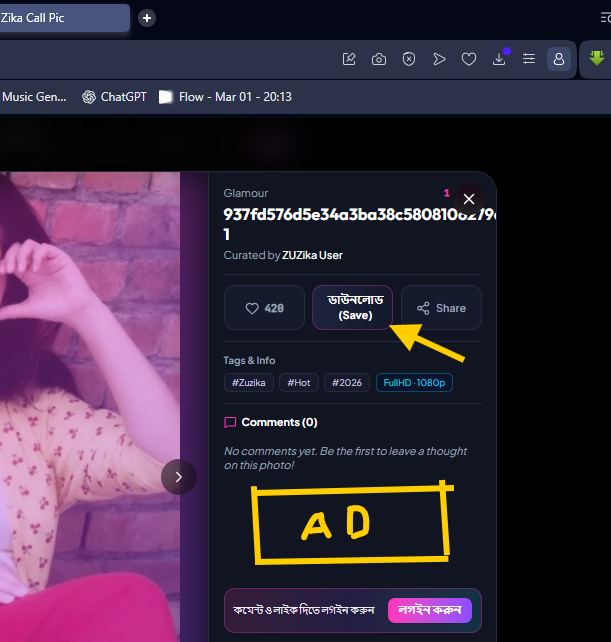 Zika Call Pic
Music Gen...
ChatGPT
Flow - Mar 01 - 20:13
Glamour
1
937fd576d5e34a3ba38c580810
1
Curated by ZUZika User
420
ডাউনলোড
(Save)
Share
Tags & Info
#Zuzika
#Hot
#2026
FullHD · 1080p
Comments (0)
No comments yet. Be the first to leave a thought
on this photo!
AD
কমেন্ট ও লাইক দিতে লগইন করুন
লগইন করুন